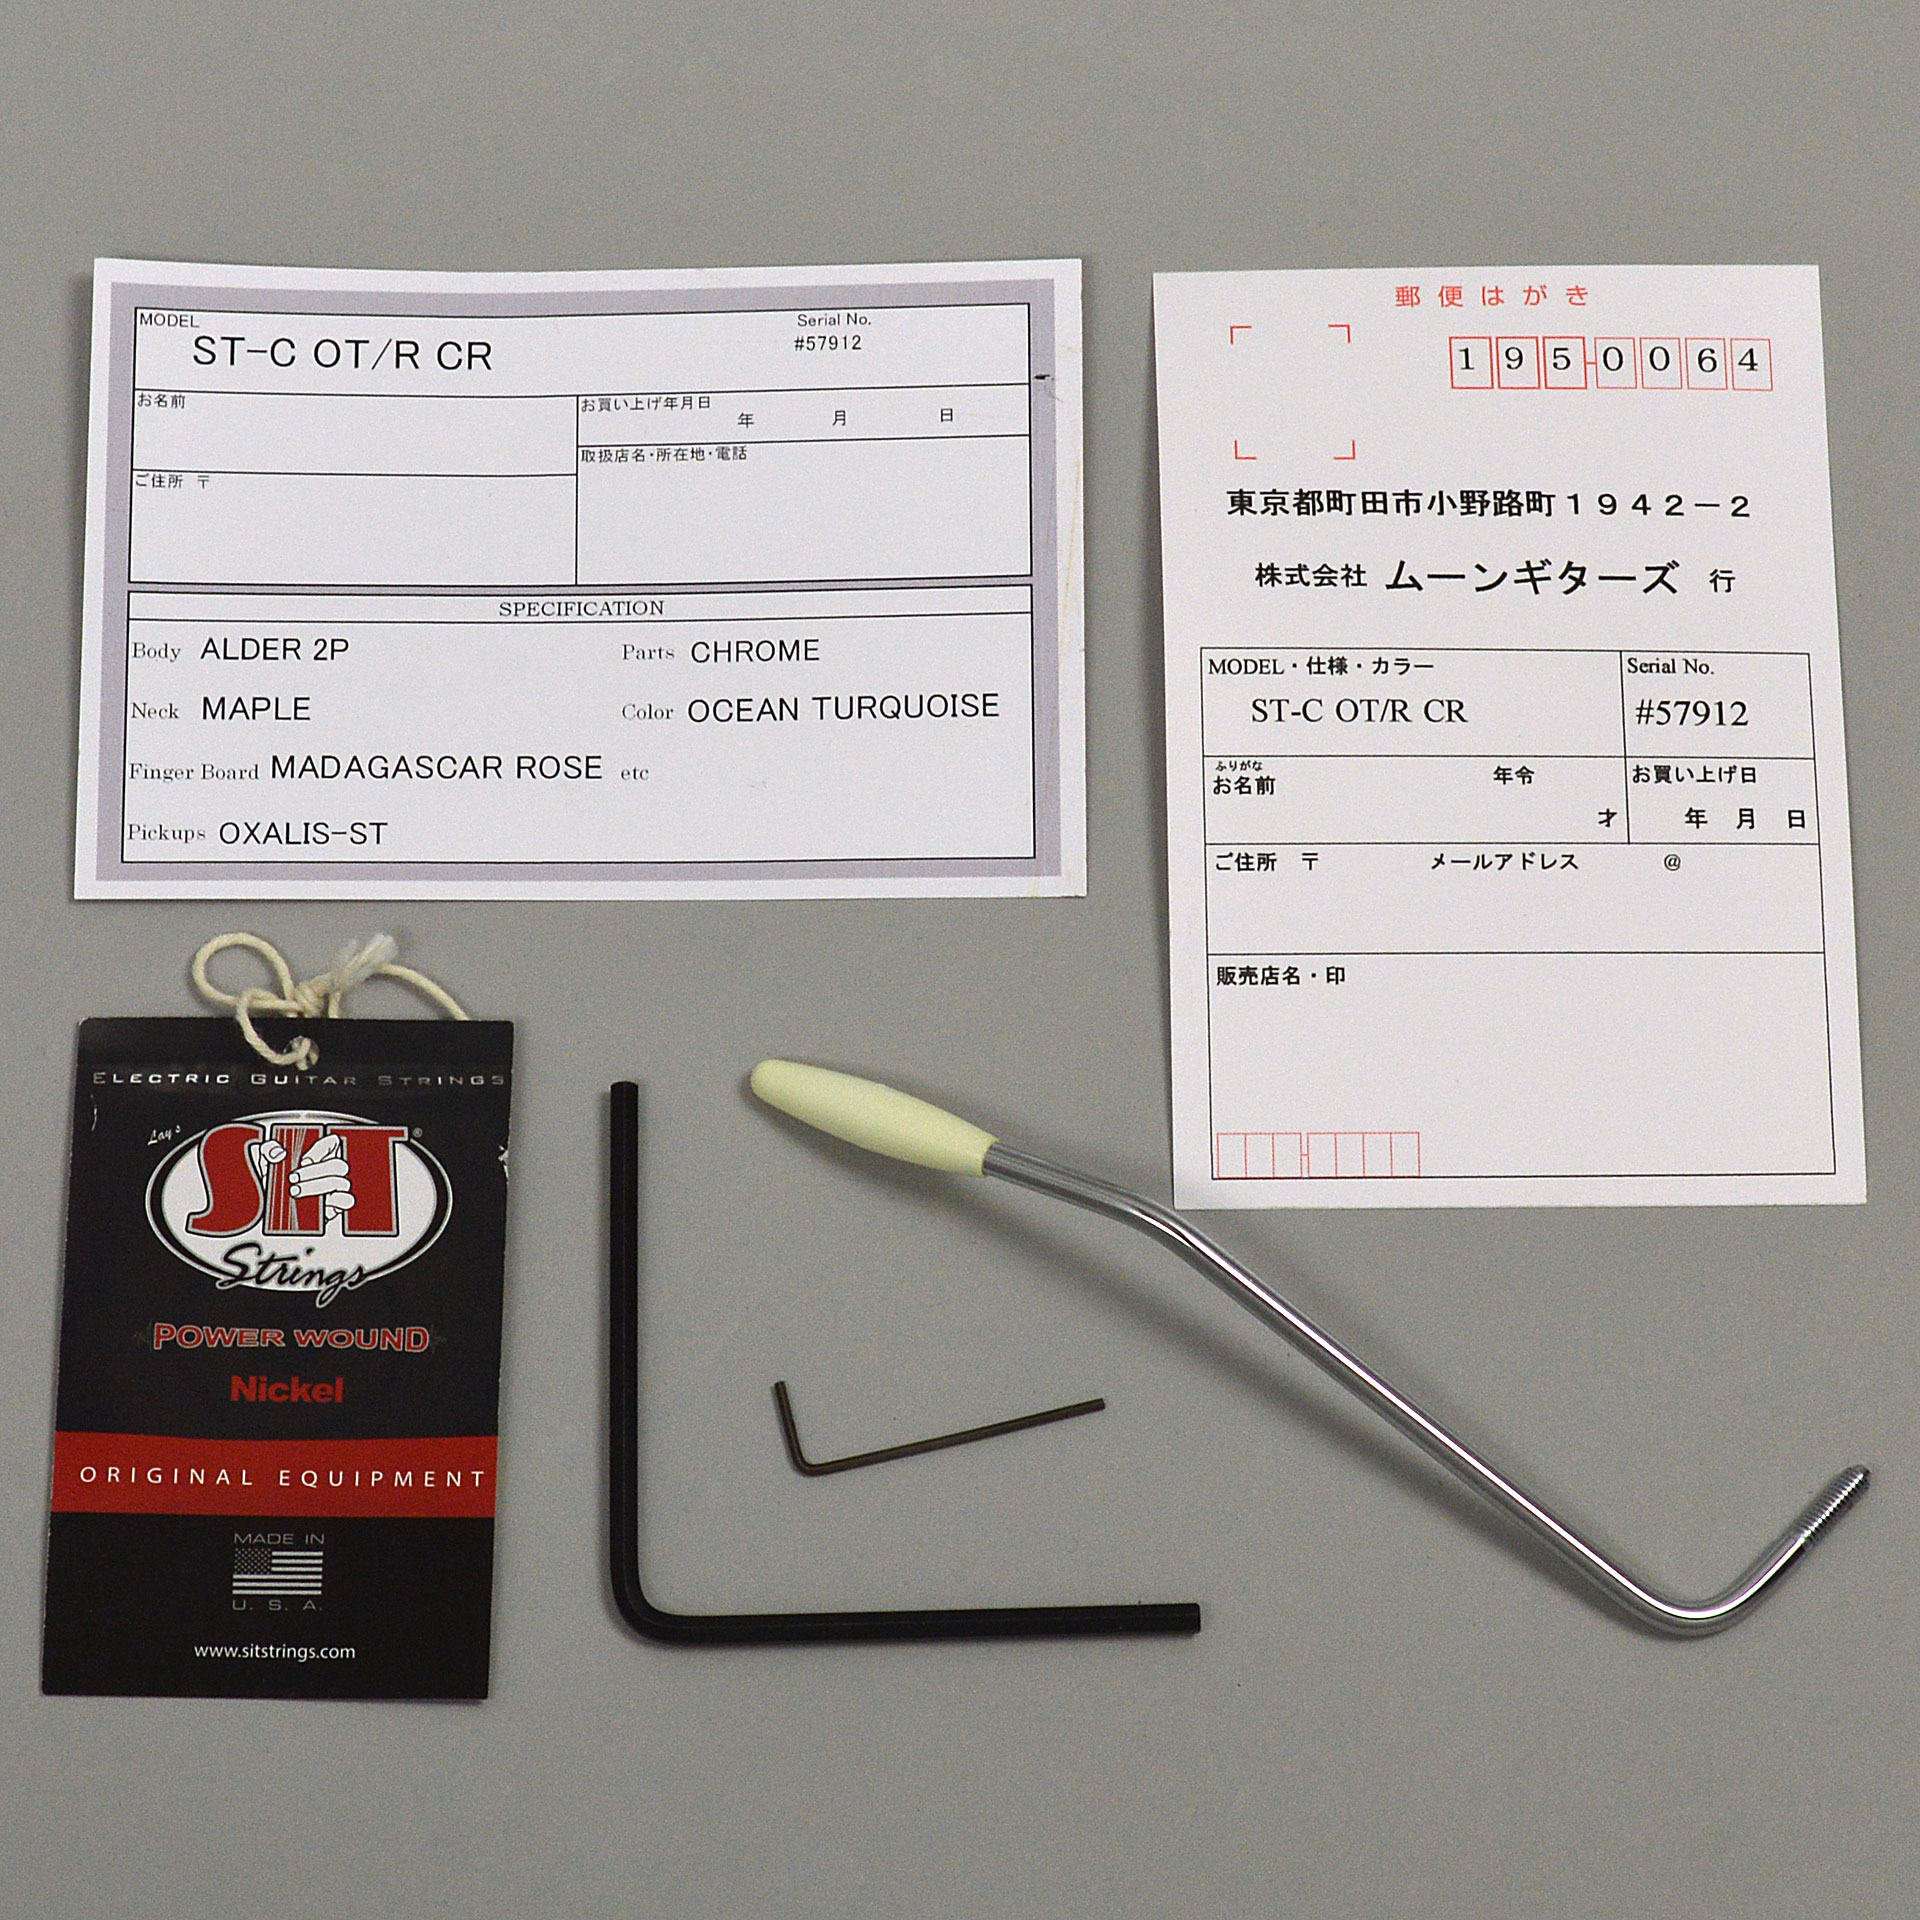 MODEL
Serial No.
ST-C OT/R CR
#57912
お名前
お買い上げ年月日
年 月 日
取扱店名・所在地・電話
ご住所 〒
SPECIFICATION
Body ALDER 2P
Parts CHROME
Neck MAPLE
Color OCEAN TURQUOISE
Finger Board MADAGASCAR ROSE etc
Pickups OXALIS-ST
郵便はがき
195-0064
東京都町田市小野路町1942-2
株式会社 ムーンギターズ 行
MODEL・仕様・カラー
Serial No.
ST-C OT/R CR
#57912
ふりがな
お名前 年令
才
お買い上げ日
年 月 日
ご住所 〒 メールアドレス @
販売店名・印
ELECTRIC GUITAR STRINGS
Lay's
SIT®
Strings
POWER WOUND
Nickel
ORIGINAL EQUIPMENT
MADE IN
U. S. A.
www.sitstrings.com